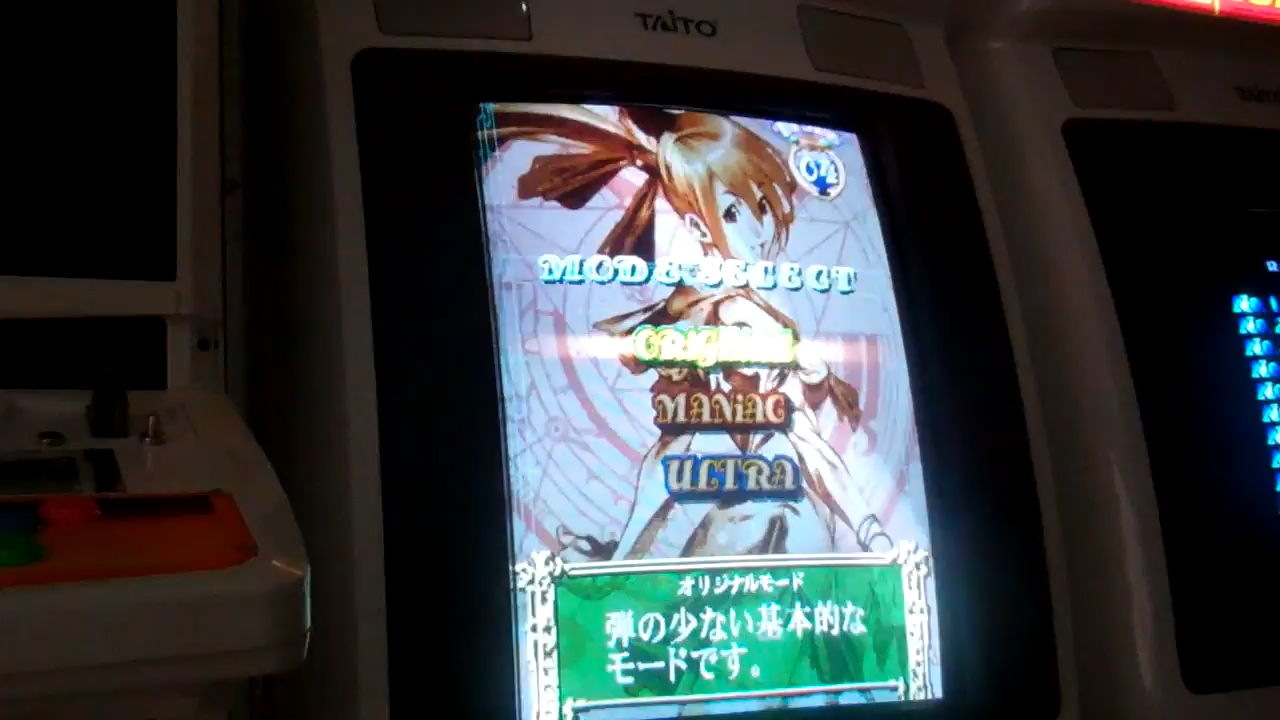 TAITO
04
MODE SELECT
ORIGINAL
MANIAC
ULTRA
オリジナルモード
弾の少ない基本的な
モードです。